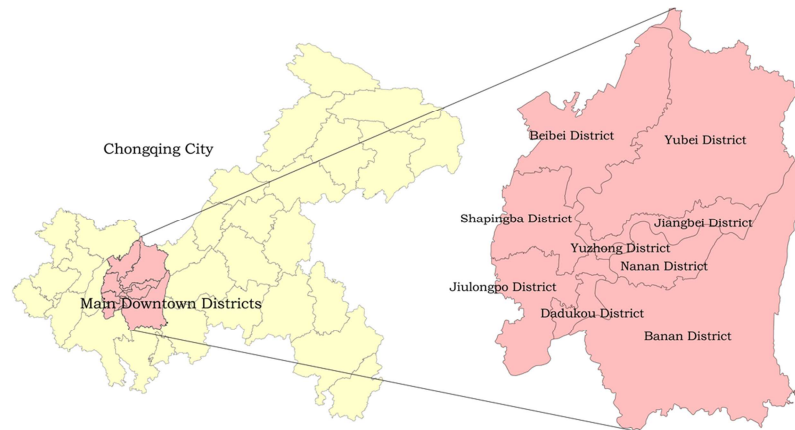 Chongqing City
Main Downtown Districts
Beibei District
Yubei District
Shapingba District
Jiangbei District
Yuzhong District
Nanan District
Jiulongpo District
Dadukou District
Banan District